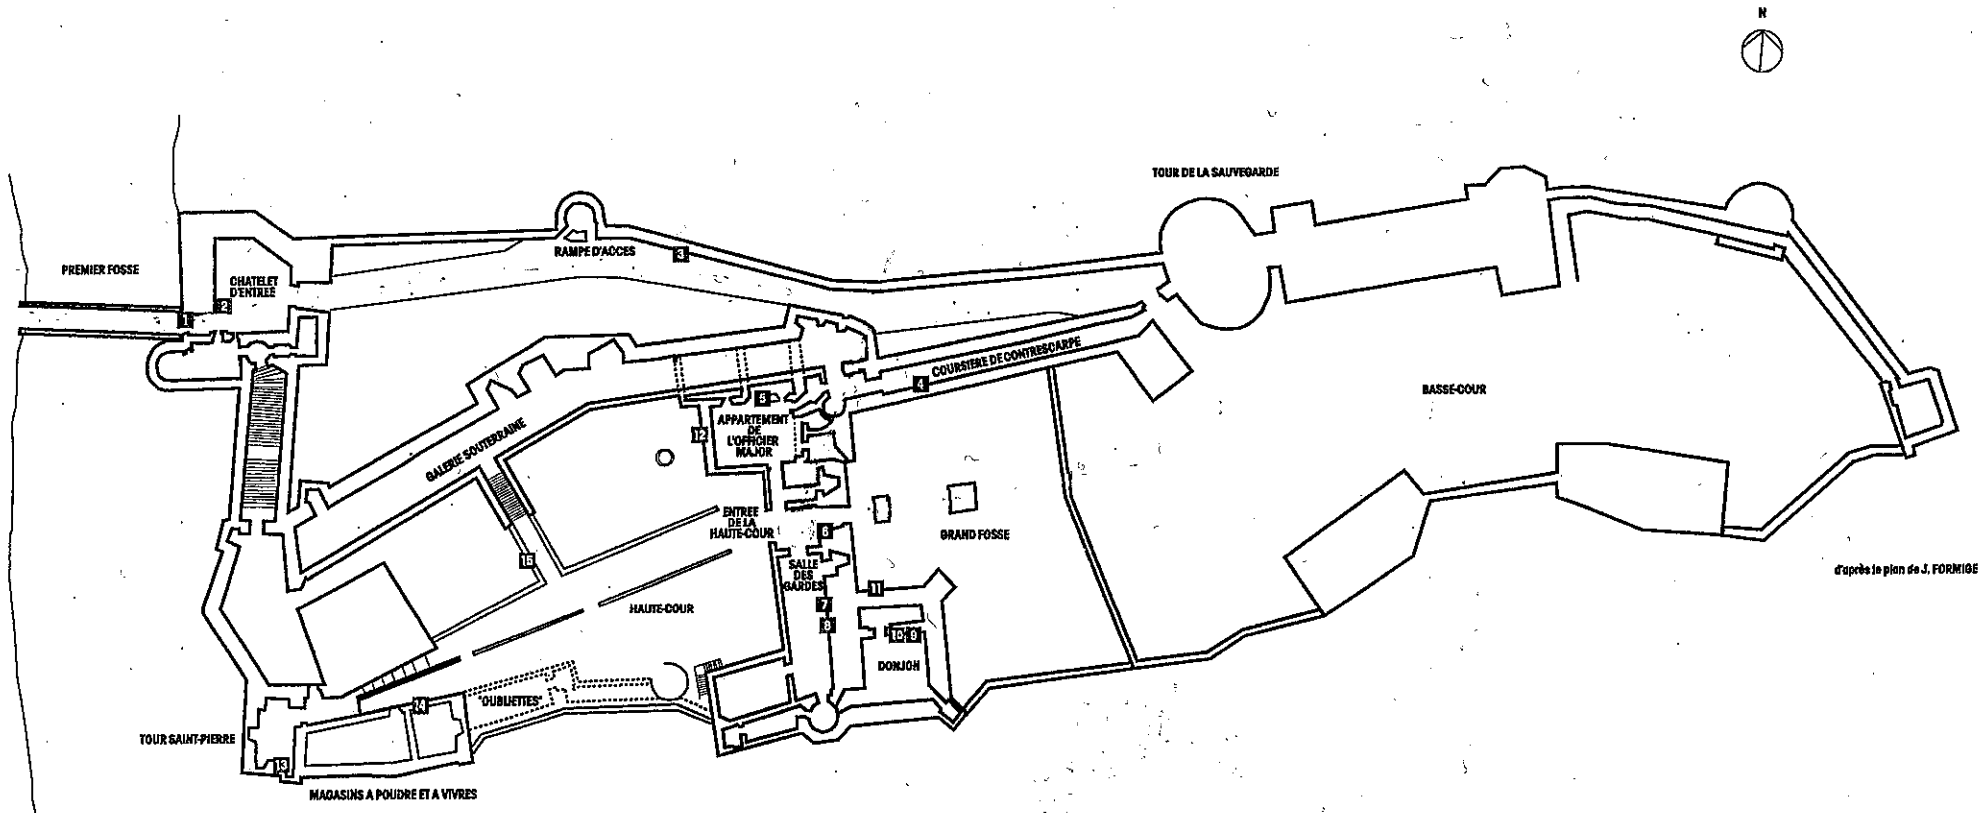 N
TOUR DE LA SAUVEGARDE
RAMPE D'ACCES
3
PREMIER FOSSE
CHATELET
D'ENTREE
2
1
COURSIERE DE CONTRESCARPE
4
BASSE-COUR
5
APPARTEMENT
DE
L'OFFICIER
MAJOR
12
GALERIE SOUTERRAINE
ENTREE
DE LA
HAUTE-COUR
6
GRAND FOSSE
15
SALLE
DES
GARDES
d'après le plan de J. FORMIGE
11
7
HAUTE-COUR
8
10
9
DONJON
"OUBLIETTES"
14
TOUR SAINT-PIERRE
13
MAGASINS A POUDRE ET A VIVRES